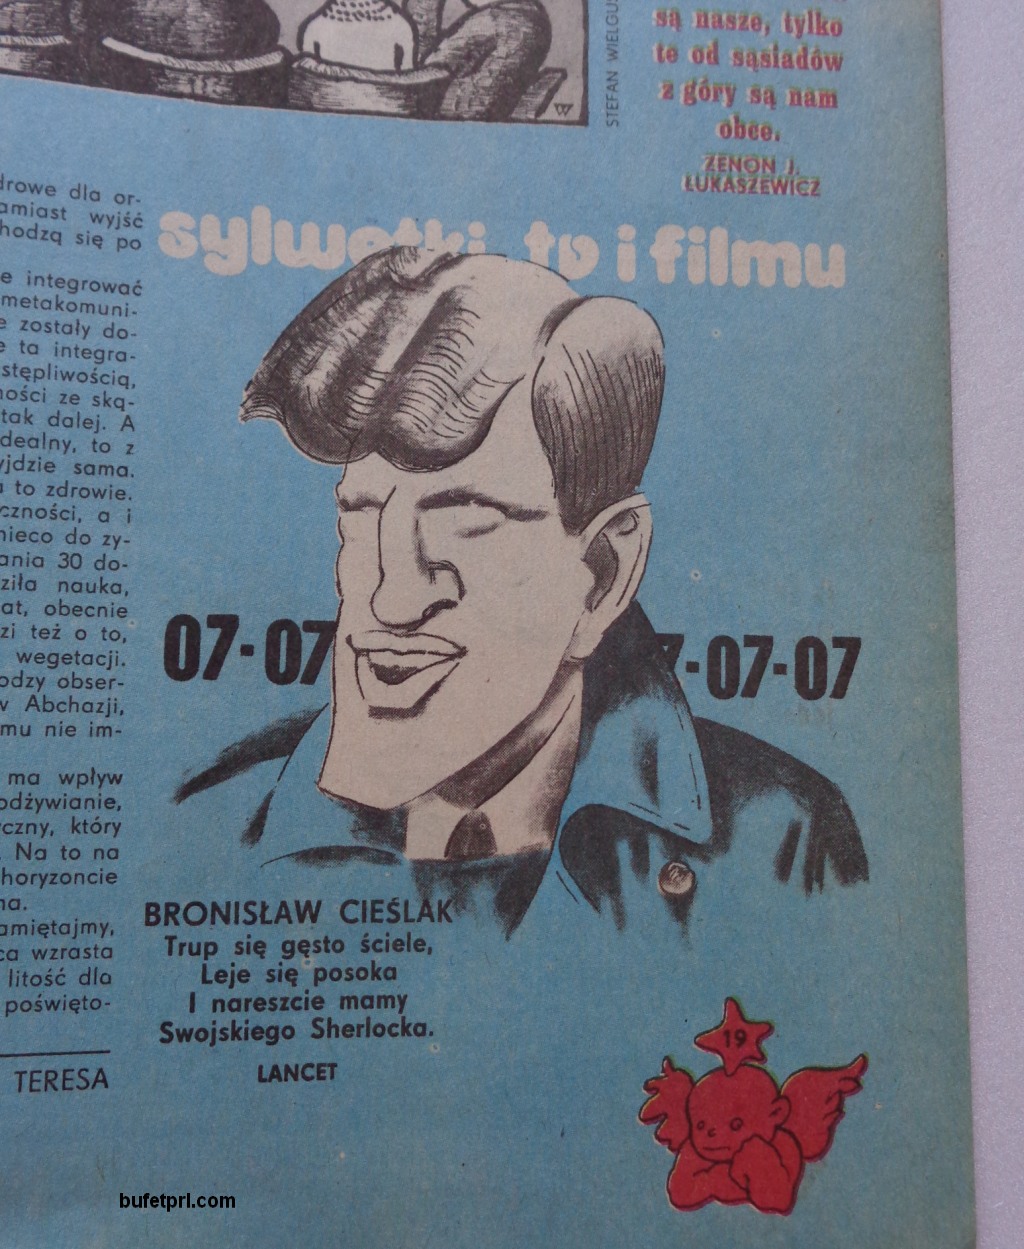 STEFAN WIELGUS
są nasze, tylko
te od sąsiadów
z góry są nam
obce.
ZENON J.
ŁUKASZEWICZ
drowe dla or-
amiast wyjść
hodzą się po
e integrować
metakomuni-
e zostały do-
e ta integra-
stępliwością,
ności ze ską-
tak dalej. A
dealny, to z
yjdzie sama.
to zdrowie.
czności, a i
nieco do zy-
ania 30 do-
ziła nauka,
at, obecnie
zi też o to,
wegetacji.
odzy obser-
w Abchazji,
mu nie im-
ma wpływ
odżywianie,
yczny, który
. Na to na
horyzoncie
na.
amiętajmy,
ca wzrasta
litość dla
poświęto-
TERESA
sylwetki tv i filmu
07-07 7-07-07
BRONISŁAW CIEŚLAK
Trup się gęsto ściele,
Leje się posoka
I nareszcie mamy
Swojskiego Sherlocka.
LANCET
19
bufetprl.com